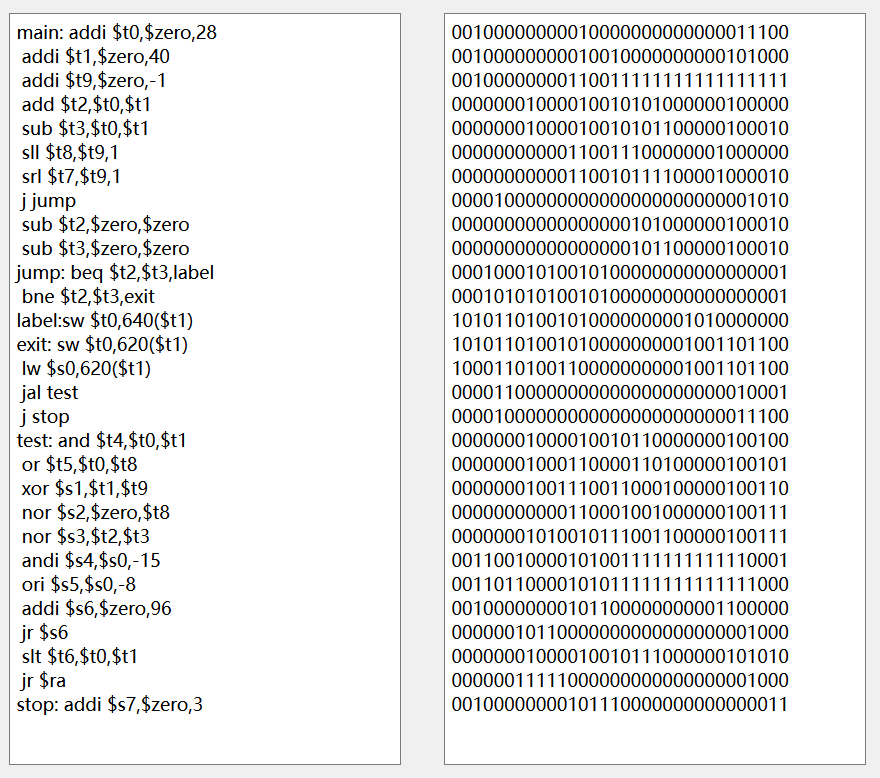 main: addi $t0,$zero,28
addi $t1,$zero,40
addi $t9,$zero,-1
add $t2,$t0,$t1
sub $t3,$t0,$t1
sll $t8,$t9,1
srl $t7,$t9,1
j jump
sub $t2,$zero,$zero
sub $t3,$zero,$zero
jump: beq $t2,$t3,label
bne $t2,$t3,exit
label:sw $t0,640($t1)
exit: sw $t0,620($t1)
lw $s0,620($t1)
jal test
j stop
test: and $t4,$t0,$t1
or $t5,$t0,$t8
xor $s1,$t1,$t9
nor $s2,$zero,$t8
nor $s3,$t2,$t3
andi $s4,$s0,-15
ori $s5,$s0,-8
addi $s6,$zero,96
jr $s6
slt $t6,$t0,$t1
jr $ra
stop: addi $s7,$zero,3
00100000000010000000000000011100
00100000000010010000000000101000
00100000000110011111111111111111
00000001000010010101000000100000
00000001000010010101100000100010
00000000000110011100000001000000
00000000000110010111100001000010
00001000000000000000000000001010
00000000000000000101000000100010
00000000000000000101100000100010
00010001010010100000000000000001
00010101010010100000000000000001
10101101001010000000001010000000
10101101001010000000001001101100
10001101001100000000001001101100
00001100000000000000000000010001
00001000000000000000000000011100
00000001000010010110000000100100
00000001000110000110100000100101
00000001001110011000100000100110
00000000000110001001000000100111
00000001010010111001100000100111
00110010000101001111111111110001
00110110000101011111111111111000
00100000000101100000000001100000
00000010110000000000000000001000
00000001000010010111000000101010
00000011111000000000000000001000
00100000000101110000000000000011